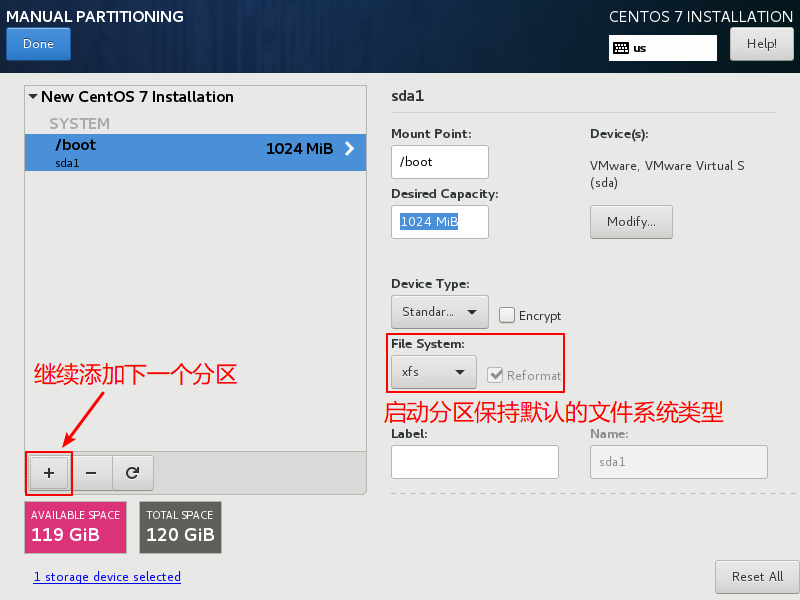 MANUAL PARTITIONING
CENTOS 7 INSTALLATION
Done
us
Help!
New CentOS 7 Installation
SYSTEM
/boot
1024 MiB
sda1
sda1
Mount Point:
/boot
Desired Capacity:
1024 MiB
Device(s):
VMware, VMware Virtual S
(sda)
Modify...
Device Type:
Standar...
Encrypt
File System:
xfs
Reformat
继续添加下一个分区
启动分区保持默认的文件系统类型
Label:
Name:
sda1
+
−
AVAILABLE SPACE
119 GiB
TOTAL SPACE
120 GiB
1 storage device selected
Reset All